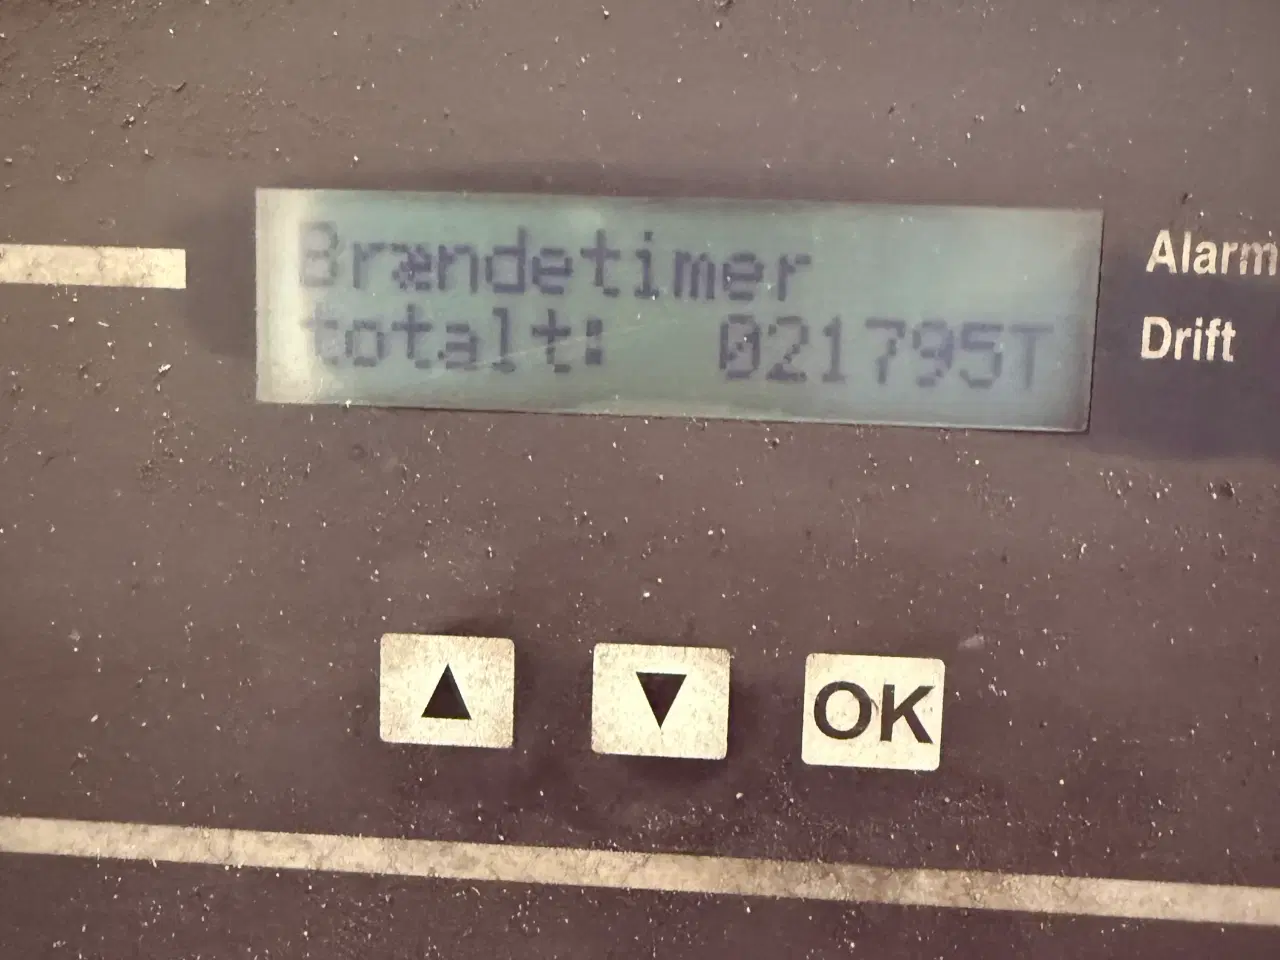 Brændetimer
totalt: 021795T
Alarm
Drift
OK